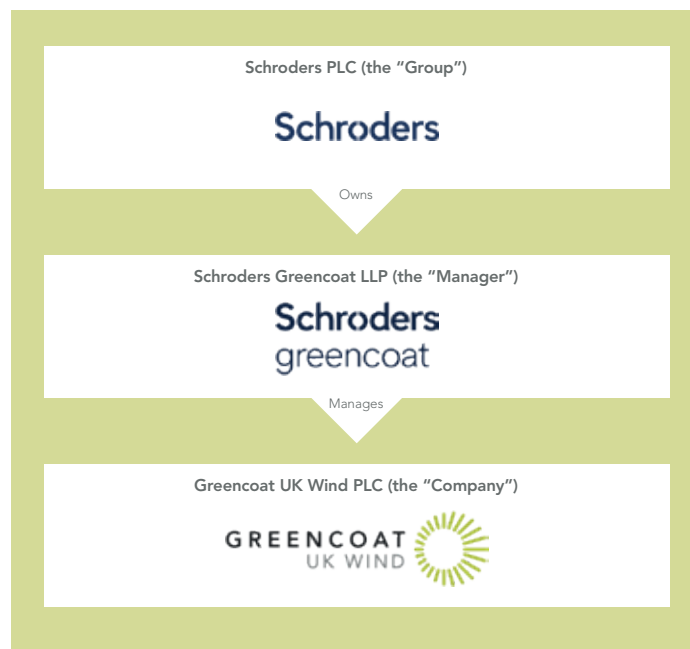 Schroders PLC (the “Group”)
Schroders
Owns
Schroders Greencoat LLP (the “Manager”)
Schroders
greencoat
Manages
Greencoat UK Wind PLC (the “Company”)
GREENCOAT
UK WIND